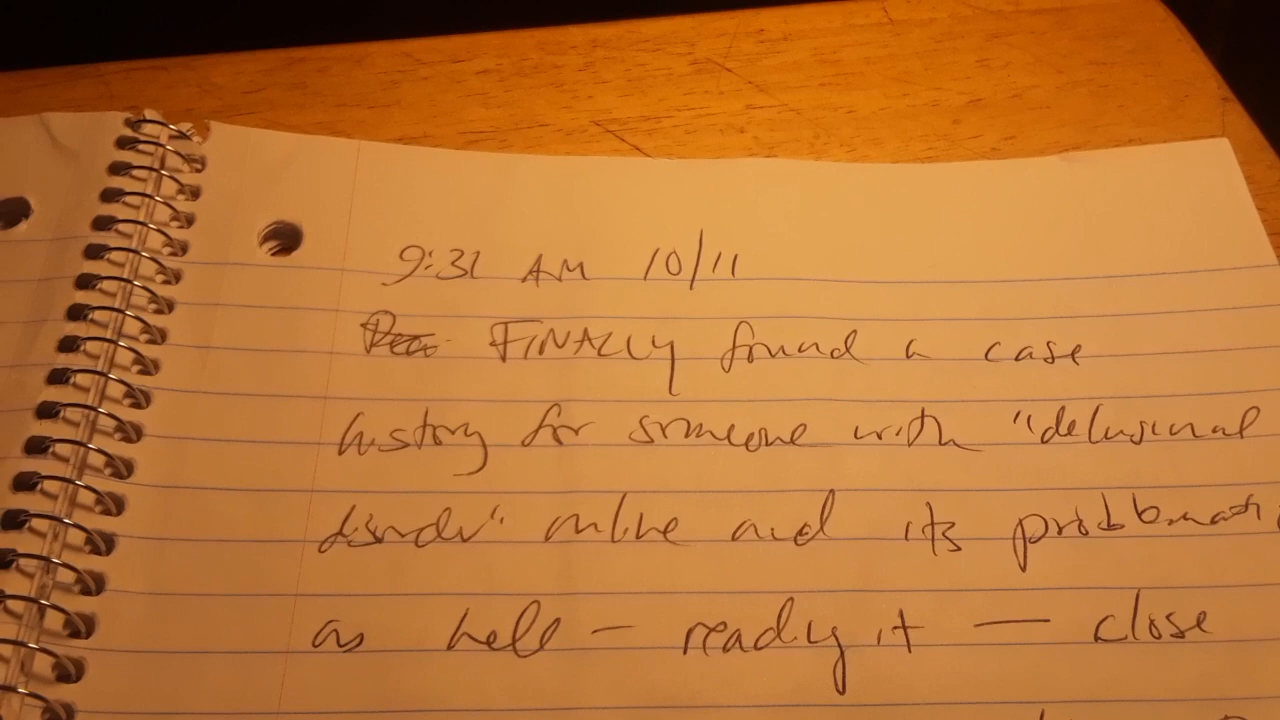 9:31 AM 10/11
FINALLY found a case
history for someone with "delusional
disorder" online and its problematic
as hell — reading it — close